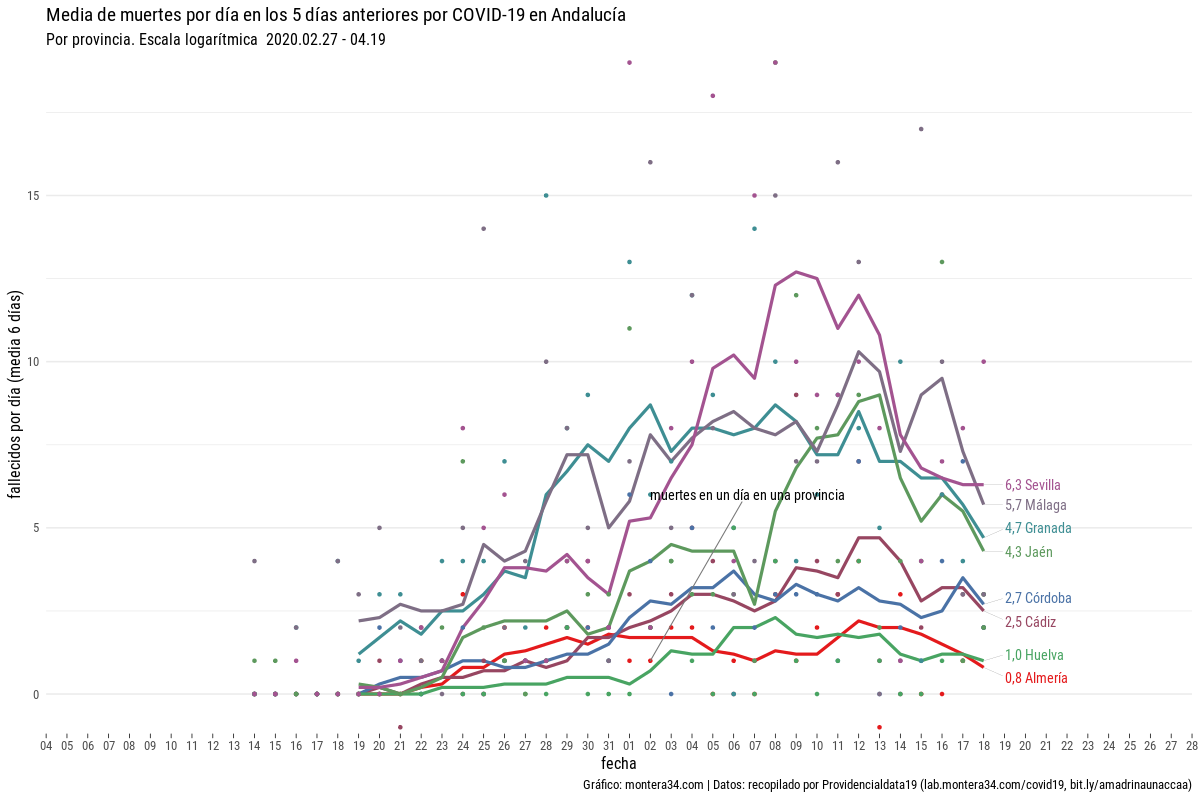 Media de muertes por día en los 5 días anteriores por COVID-19 en Andalucía
Por provincia. Escala logarítmica 2020.02.27 - 04.19
fallecidos por día (media 6 días)
15
10
5
0
muertes en un día en una provincia
6,3 Sevilla
5,7 Málaga
4,7 Granada
4,3 Jaén
2,7 Córdoba
2,5 Cádiz
1,0 Huelva
0,8 Almería
04 05 06 07 08 09 10 11 12 13 14 15 16 17 18 19 20 21 22 23 24 25 26 27 28 29 30 31 01 02 03 04 05 06 07 08 09 10 11 12 13 14 15 16 17 18 19 20 21 22 23 24 25 26 27 28
fecha
Gráfico: montera34.com | Datos: recopilado por Providencialdata19 (lab.montera34.com/covid19, bit.ly/amadrinaunaccaa)